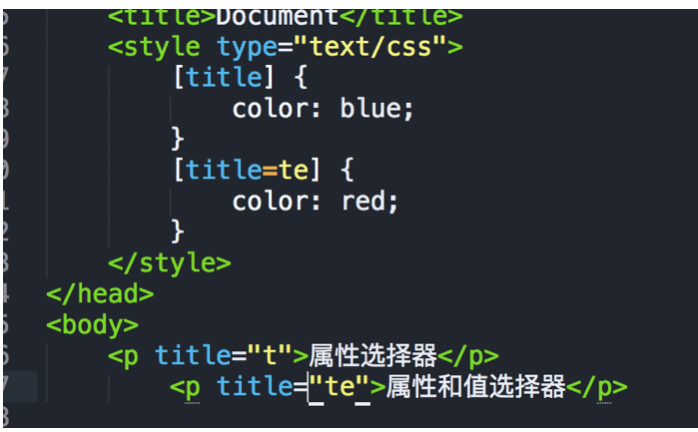 <title>Document</title>
<style type="text/css">
[title] {
color: blue;
}
[title=te] {
color: red;
}
</style>
</head>
<body>
<p title="t">属性选择器</p>
<p title="te">属性和值选择器</p>